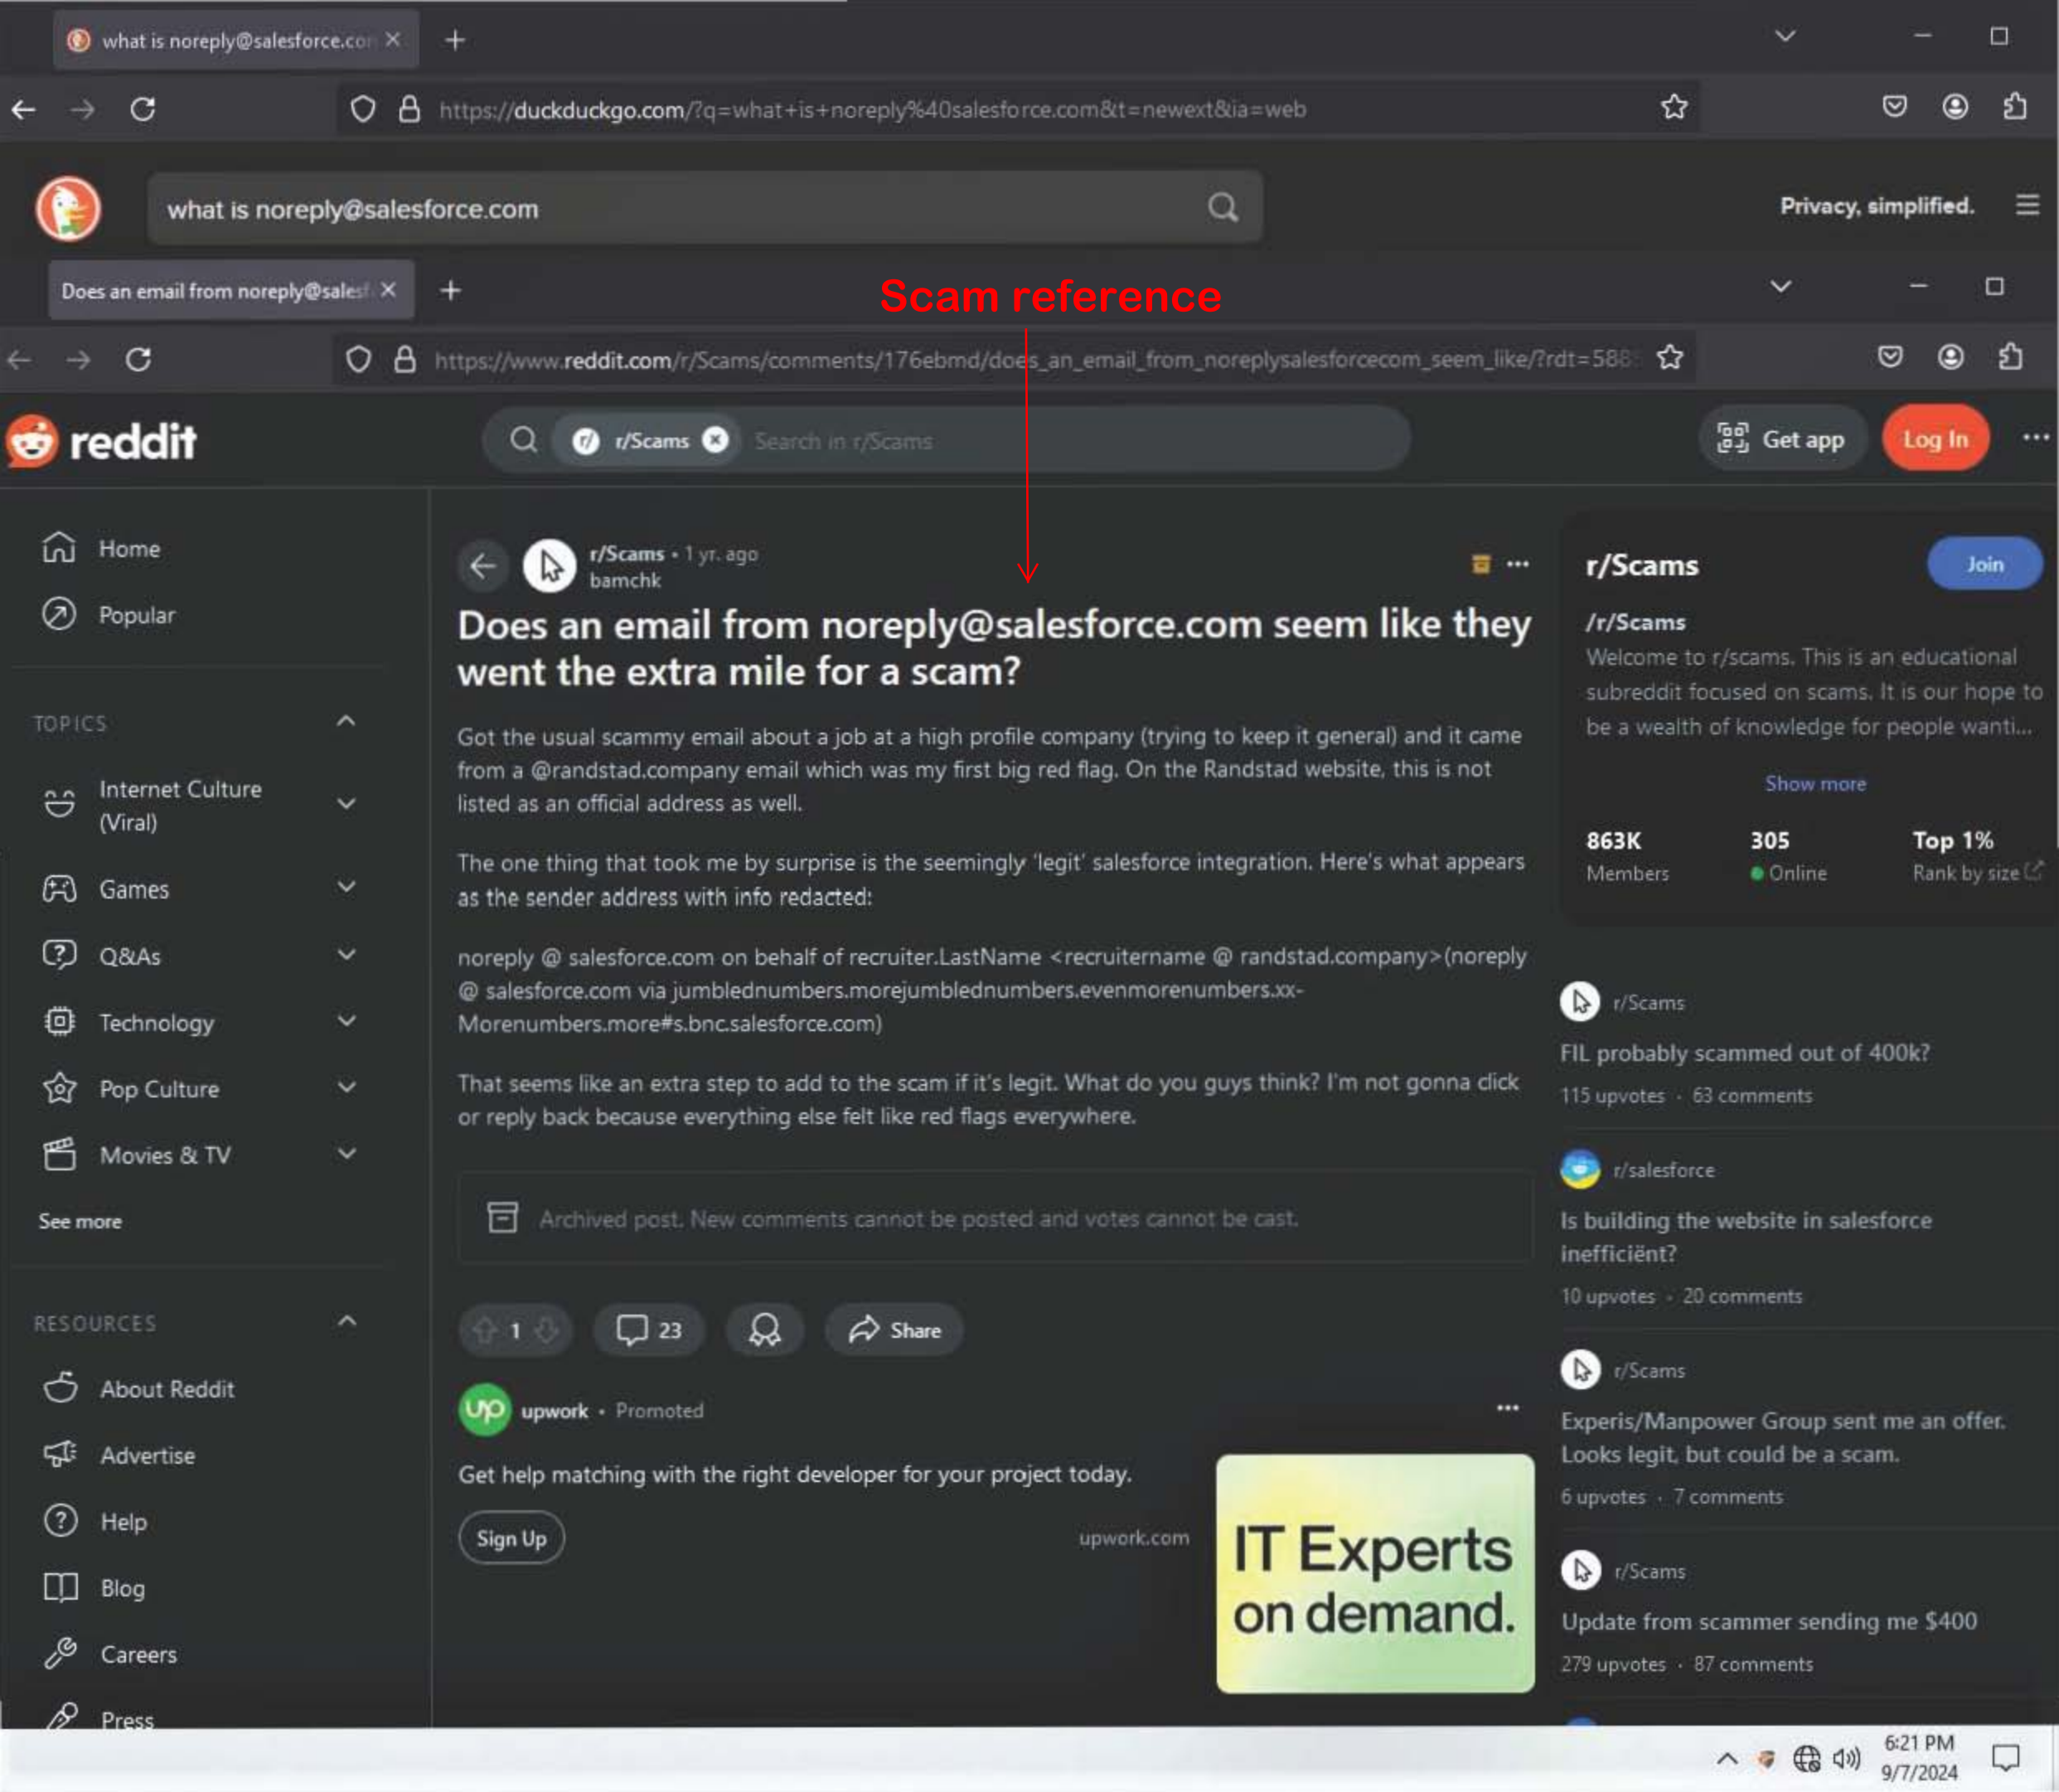 what is noreply@salesforce.con
https://duckduckgo.com/?q=what+is+noreply%40salesforce.com&t=newext&ia=web
what is noreply@salesforce.com
Privacy, simplified.
Does an email from noreply@salesf
Scam reference
https://www.reddit.com/r/Scams/comments/176ebmd/does_an_email_from_noreplysalesforcecom_seem_like/?rdt=588
reddit
r/Scams
Search in r/Scams
Get app
Log In
Home
Popular
TOPICS
Internet Culture
(Viral)
Games
Q&As
Technology
Pop Culture
Movies & TV
See more
RESOURCES
About Reddit
Advertise
Help
Blog
Careers
Press
r/Scams • 1 yr. ago
bamchk
Does an email from noreply@salesforce.com seem like they
went the extra mile for a scam?
Got the usual scammy email about a job at a high profile company (trying to keep it general) and it came
from a @randstad.company email which was my first big red flag. On the Randstad website, this is not
listed as an official address as well.
The one thing that took me by surprise is the seemingly 'legit' salesforce integration. Here's what appears
as the sender address with info redacted:
noreply @ salesforce.com on behalf of recruiter.LastName <recruitername @ randstad.company>(noreply
@ salesforce.com via jumblednumbers.morejumblednumbers.evenmorenumbers.xx-
Morenumbers.more#s.bnc.salesforce.com)
That seems like an extra step to add to the scam if it's legit. What do you guys think? I'm not gonna click
or reply back because everything else felt like red flags everywhere.
Archived post. New comments cannot be posted and votes cannot be cast.
1
23
Share
up
upwork • Promoted
Get help matching with the right developer for your project today.
Sign Up
upwork.com
IT Experts
on demand.
r/Scams
Join
/r/Scams
Welcome to r/scams. This is an educational
subreddit focused on scams. It is our hope to
be a wealth of knowledge for people wanti...
Show more
863K
305
Top 1%
Members
Online
Rank by size
r/Scams
FIL probably scammed out of 400k?
115 upvotes · 63 comments
r/salesforce
Is building the website in salesforce
inefficiënt?
10 upvotes · 20 comments
r/Scams
Experis/Manpower Group sent me an offer.
Looks legit, but could be a scam.
6 upvotes · 7 comments
r/Scams
Update from scammer sending me $400
279 upvotes · 87 comments
6:21 PM
9/7/2024